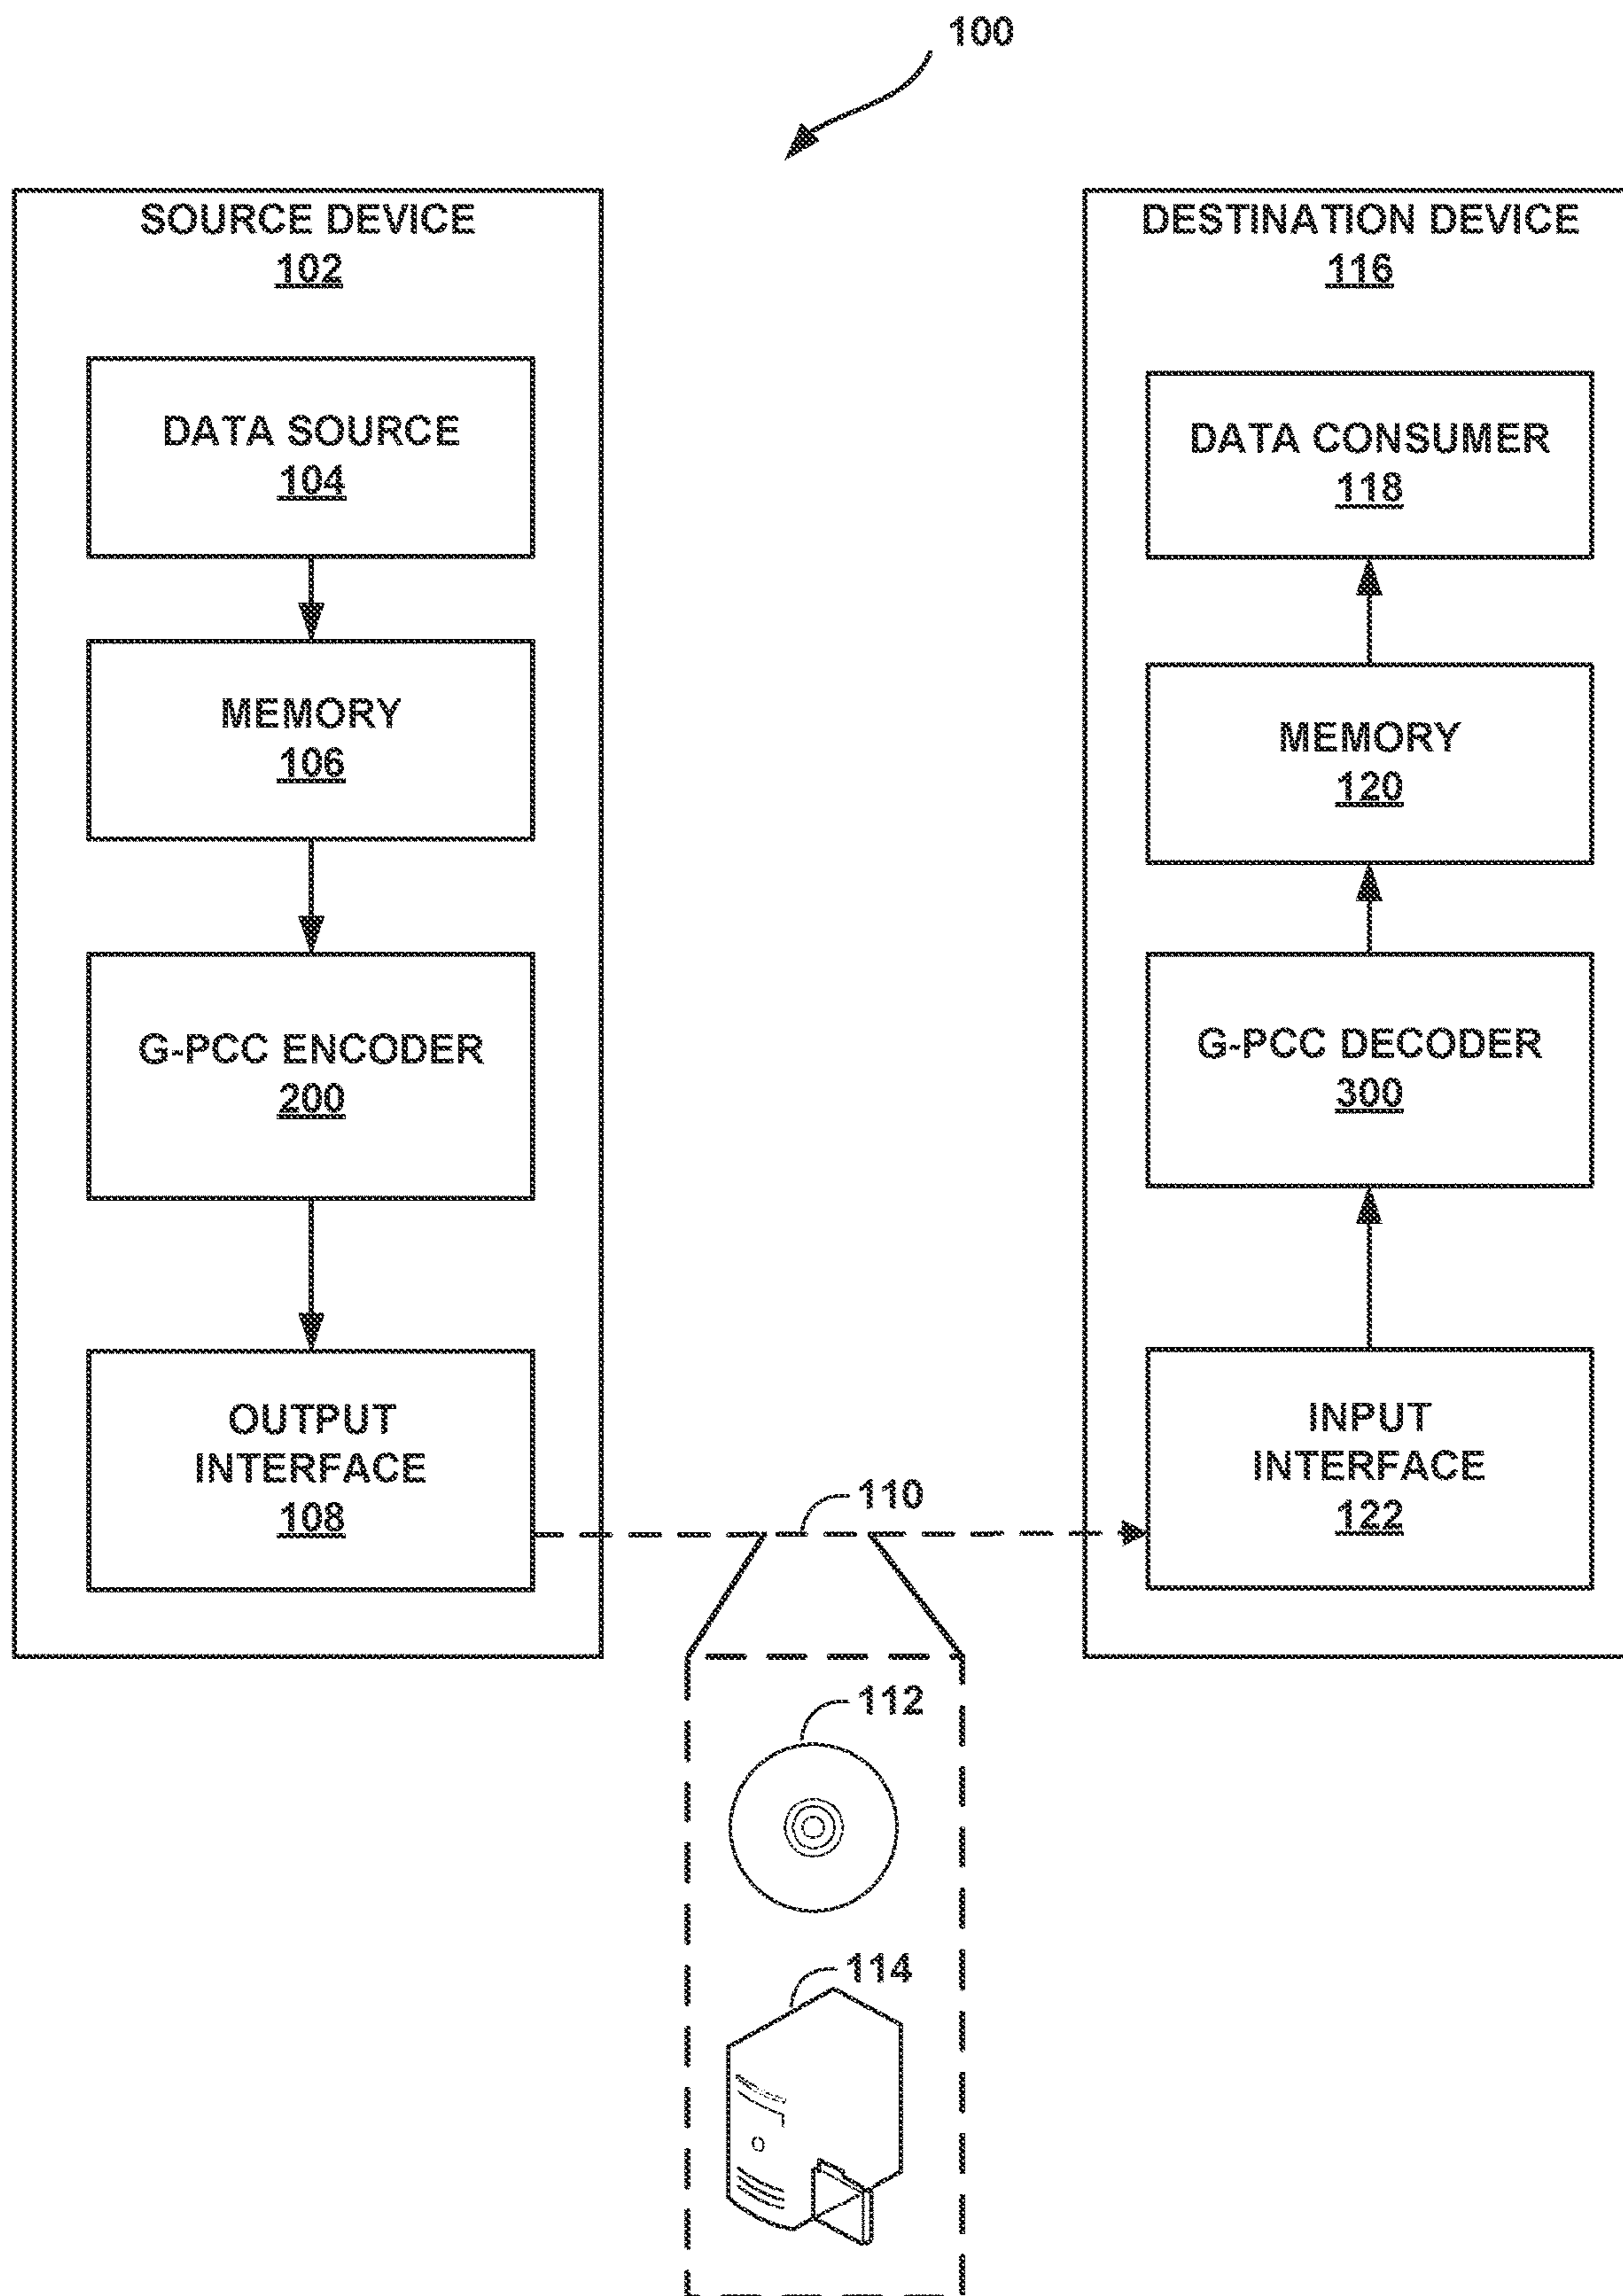 100
SOURCE DEVICE
102
DATA SOURCE
104
MEMORY
106
G-PCC ENCODER
200
OUTPUT
INTERFACE
108
DESTINATION DEVICE
116
DATA CONSUMER
118
MEMORY
120
G-PCC DECODER
300
INPUT
INTERFACE
122
110
112
114